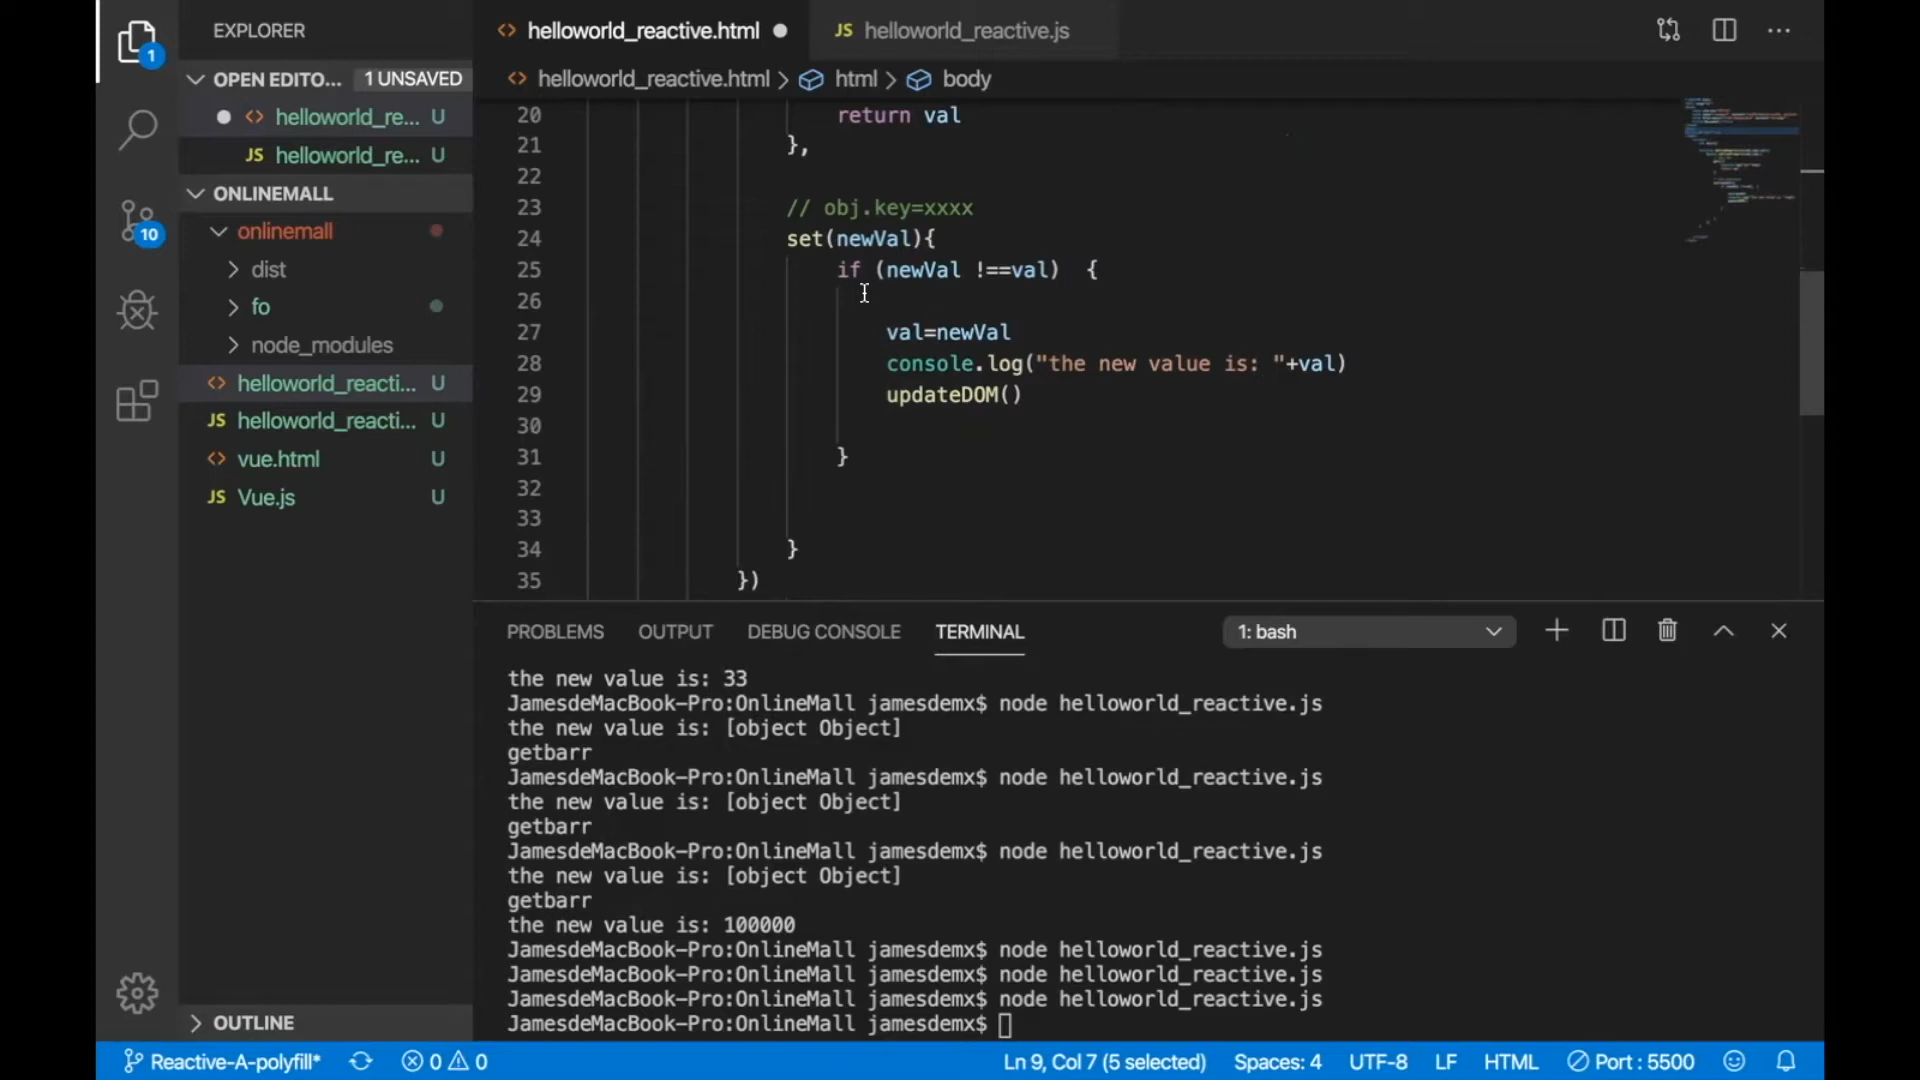 EXPLORER
OPEN EDITO... 1 UNSAVED
helloworld_re... U
JS helloworld_re... U
ONLINEMALL
onlinemall
dist
fo
node_modules
helloworld_reacti... U
JS helloworld_reacti... U
vue.html U
JS Vue.js U
OUTLINE
1
10
helloworld_reactive.html
JS helloworld_reactive.js
helloworld_reactive.html > html > body
20 return val
21 },
22
23 // obj.key=xxxx
24 set(newVal){
25 if (newVal !==val)  {
26
27 val=newVal
28 console.log("the new value is: "+val)
29 updateDOM()
30
31 }
32
33
34 }
35 })
PROBLEMS OUTPUT DEBUG CONSOLE TERMINAL 1: bash
the new value is: 33
JamesdeMacBook-Pro:OnlineMall jamesdemx$ node helloworld_reactive.js
the new value is: [object Object]
getbarr
JamesdeMacBook-Pro:OnlineMall jamesdemx$ node helloworld_reactive.js
the new value is: [object Object]
getbarr
JamesdeMacBook-Pro:OnlineMall jamesdemx$ node helloworld_reactive.js
the new value is: [object Object]
getbarr
the new value is: 100000
JamesdeMacBook-Pro:OnlineMall jamesdemx$ node helloworld_reactive.js
JamesdeMacBook-Pro:OnlineMall jamesdemx$ node helloworld_reactive.js
JamesdeMacBook-Pro:OnlineMall jamesdemx$ node helloworld_reactive.js
JamesdeMacBook-Pro:OnlineMall jamesdemx$
Reactive-A-polyfill* 0 0 Ln 9, Col 7 (5 selected) Spaces: 4 UTF-8 LF HTML Port : 5500